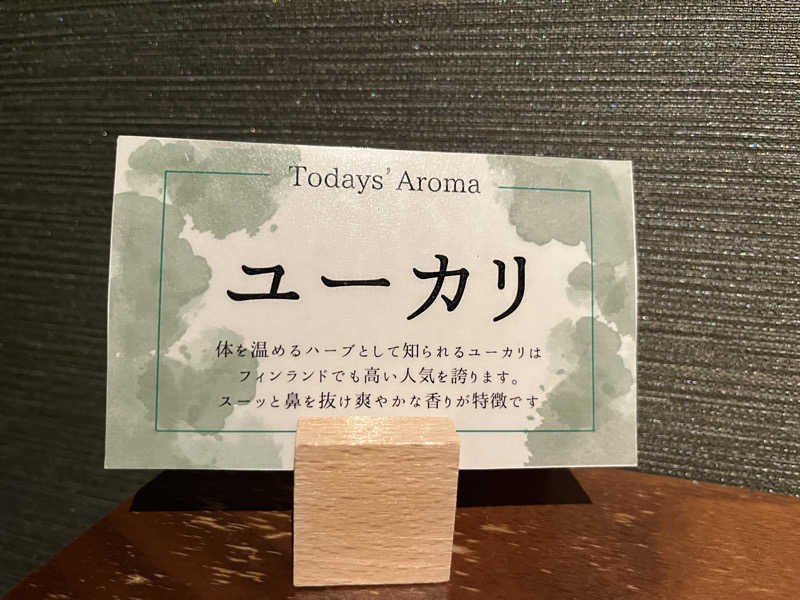 Todays' Aroma
ユーカリ
体を温めるハーブとして知られるユーカリは
フィンランドでも高い人気を誇ります。
スーッと鼻を抜け爽やかな香りが特徴です